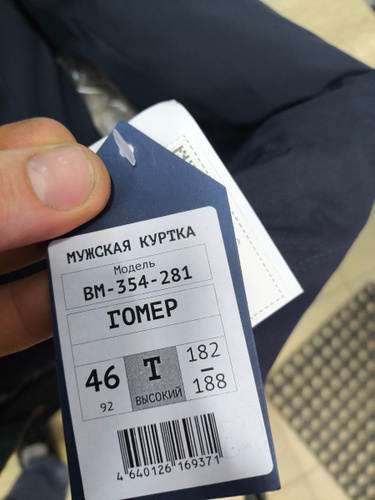 МУЖСКАЯ КУРТКА
Модель
ВМ-354-281
ГОМЕР
46
92
Т
ВЫСОКИЙ
182
–
188
4 640126 169371